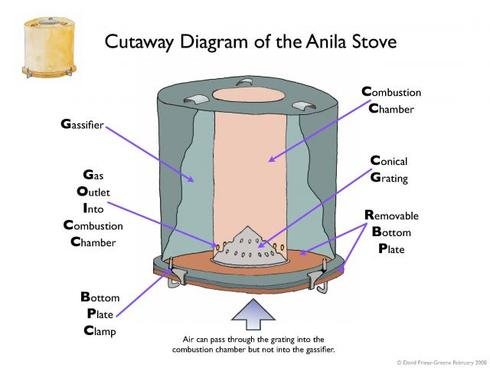 Cutaway Diagram of the Anila Stove
Combustion
Chamber
Gassifier
Conical
Grating
Gas
Outlet
Into
Combustion
Chamber
Removable
Bottom
Plate
Bottom
Plate
Clamp
Air can pass through the grating into the
combustion chamber but not into the gasifier.
© David Friese-Greene February 2008